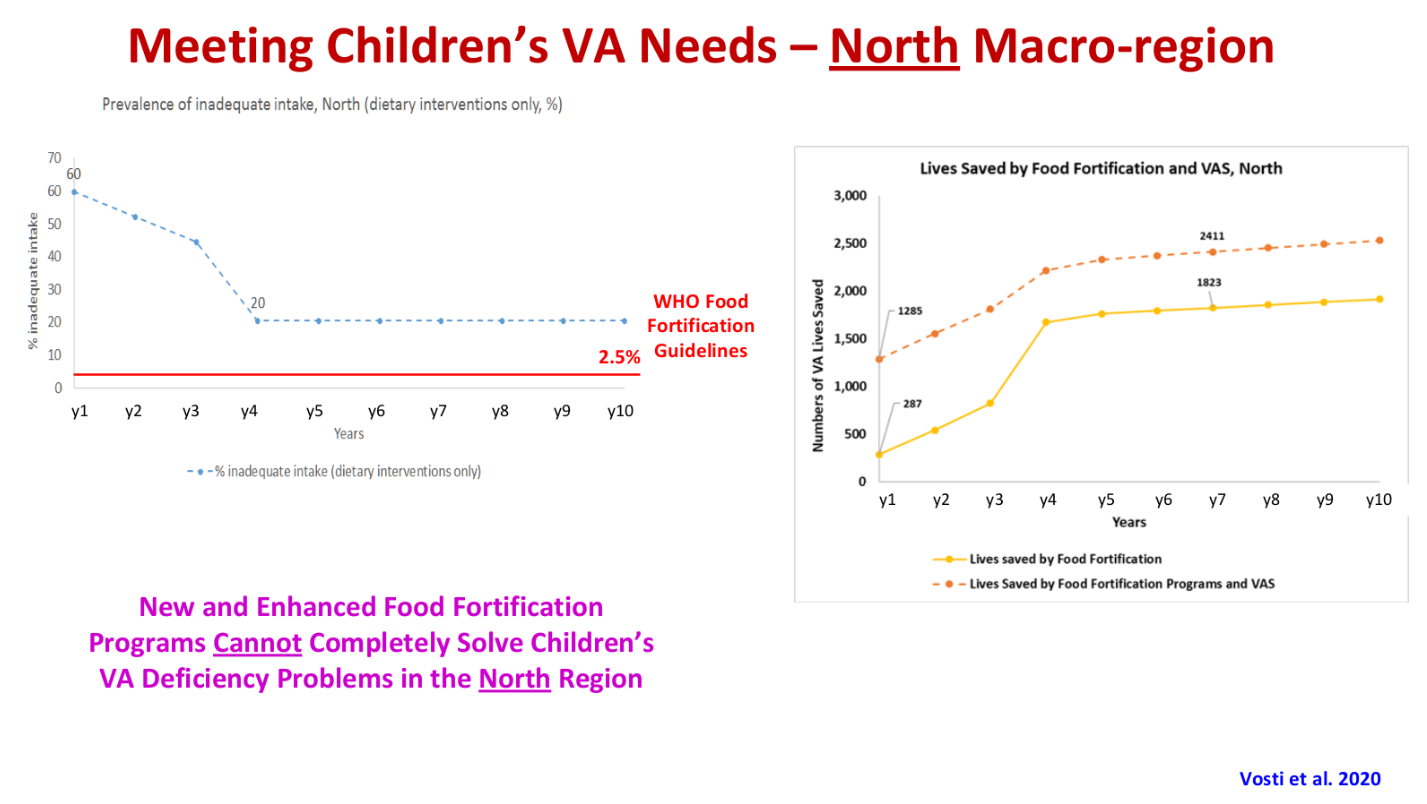 Meeting Children's VA Needs – North Macro-region
Prevalence of inadequate intake, North (dietary interventions only, %)
70
60
50
40
30
20
10
0
% inadequate intake
60
20
WHO Food
Fortification
Guidelines
2.5%
y1 y2 y3 y4 y5 y6 y7 y8 y9 y10
Years
% inadequate intake (dietary interventions only)
Lives Saved by Food Fortification and VAS, North
3,000
2,500
2,000
1,500
1,000
500
0
Numbers of VA Lives Saved
1285
287
2411
1823
y1 y2 y3 y4 y5 y6 y7 y8 y9 y10
Years
Lives saved by Food Fortification
Lives Saved by Food Fortification Programs and VAS
New and Enhanced Food Fortification
Programs Cannot Completely Solve Children's
VA Deficiency Problems in the North Region
Vosti et al. 2020